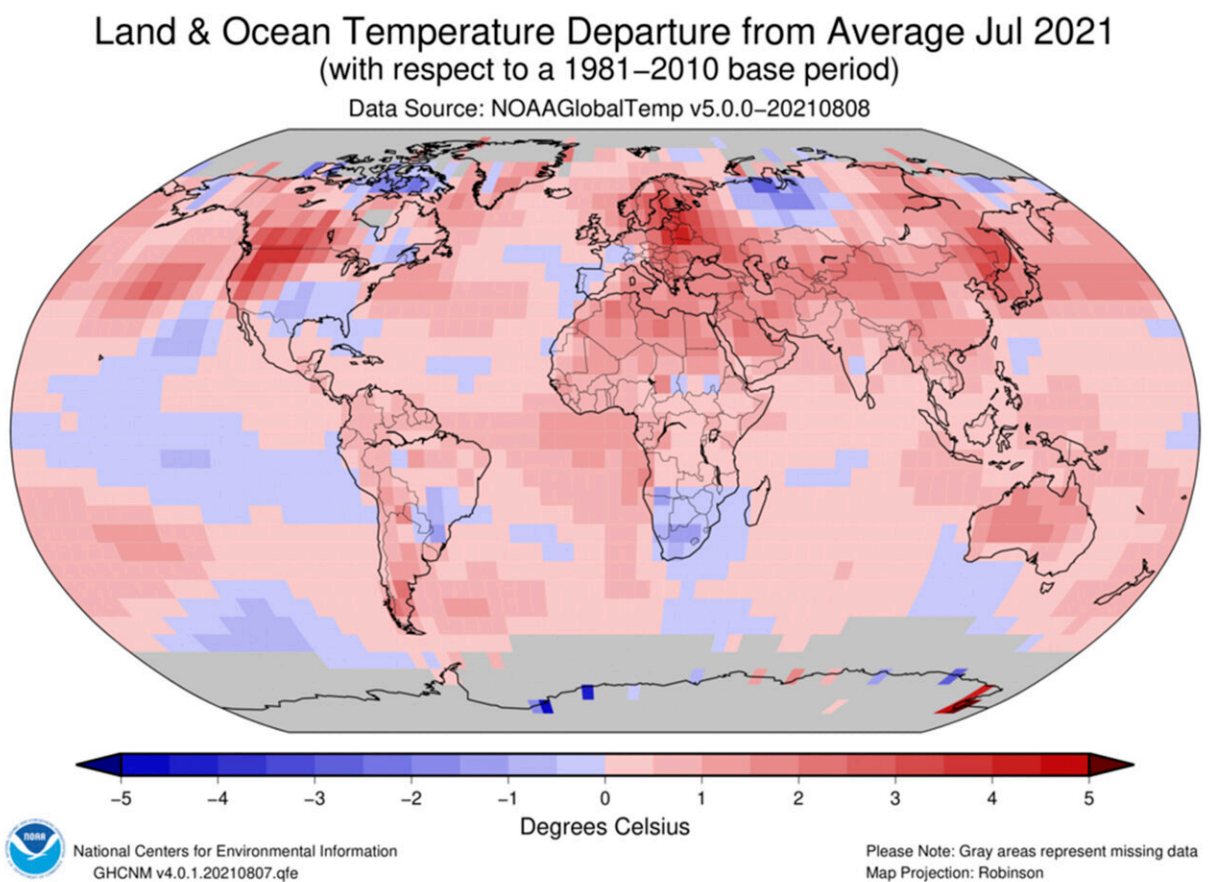 Land & Ocean Temperature Departure from Average Jul 2021
(with respect to a 1981−2010 base period)
Data Source: NOAAGlobalTemp v5.0.0−20210808
−5 −4 −3 −2 −1 0 1 2 3 4 5
Degrees Celsius
NOAA
National Centers for Environmental Information
GHCNM v4.0.1.20210807.qfe
Please Note: Gray areas represent missing data
Map Projection: Robinson